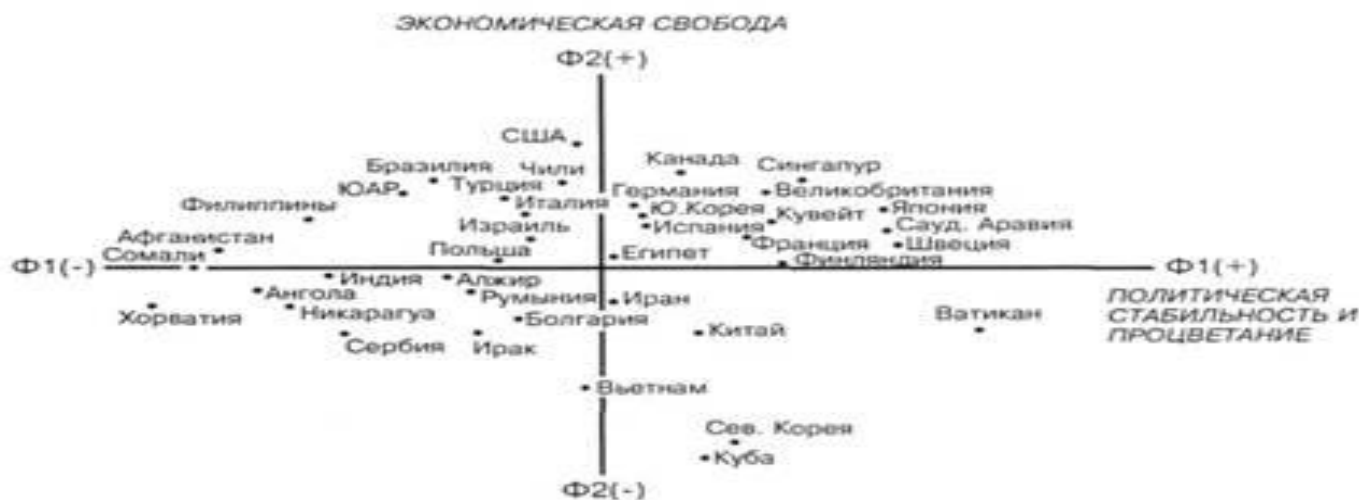 ЭКОНОМИЧЕСКАЯ СВОБОДА
Ф2(+)
США
Канада
Сингапур
Бразилия
Чили
ЮАР
Турция
Германия
Великобритания
Филиппины
Италия
Ю.Корея
Кувейт
Япония
Израиль
Испания
Сауд. Аравия
Афганистан
Польша
Египет
Франция
Швеция
Сомали
Финляндия
Ф1(-)
Ф1(+)
Индия
Алжир
Ангола
Румыния
Иран
ПОЛИТИЧЕСКАЯ
СТАБИЛЬНОСТЬ И
ПРОЦВЕТАНИЕ
Хорватия
Никарагуа
Болгария
Китай
Ватикан
Сербия
Ирак
Вьетнам
Сев. Корея
Куба
Ф2(-)